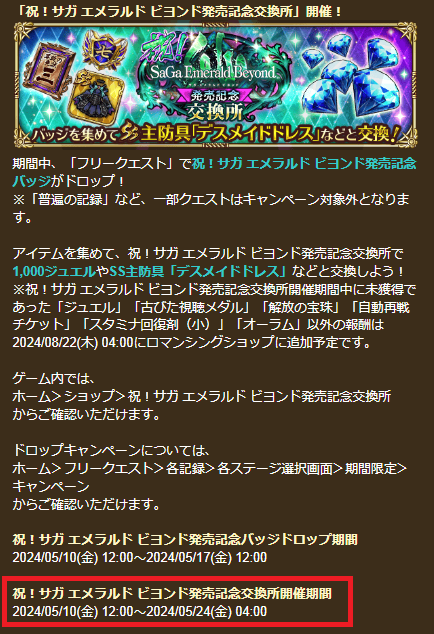 「祝！サガ エメラルド ビヨンド発売記念交換所」開催！
祝!
SaGa Emerald Beyond
発売記念
交換所
バッジを集めてSS主防具「デスメイドドレス」などと交換！
期間中、「フリークエスト」で祝！サガ エメラルド ビヨンド発売記念
バッジがドロップ！
※「普遍の記録」など、一部クエストはキャンペーン対象外となりま
す。
アイテムを集めて、祝！サガ エメラルド ビヨンド発売記念交換所で
1,000ジュエルやSS主防具「デスメイドドレス」などと交換しよう！
※祝！サガ エメラルド ビヨンド発売記念交換所開催期間中に未獲得で
あった「ジュエル」「古びた視聴メダル」「解放の宝珠」「自動再戦
チケット」「スタミナ回復剤（小）」「オーラム」以外の報酬は
2024/08/22(木) 04:00にロマンシングショップに追加予定です。
ゲーム内では、
ホーム＞ショップ＞祝！サガ エメラルド ビヨンド発売記念交換所
からご確認いただけます。
ドロップキャンペーンについては、
ホーム＞フリークエスト＞各記録＞各ステージ選択画面＞期間限定＞
キャンペーン
からご確認いただけます。
祝！サガ エメラルド ビヨンド発売記念バッジドロップ期間
2024/05/10(金) 12:00～2024/05/17(金) 12:00
祝！サガ エメラルド ビヨンド発売記念交換所開催期間
2024/05/10(金) 12:00～2024/05/24(金) 04:00